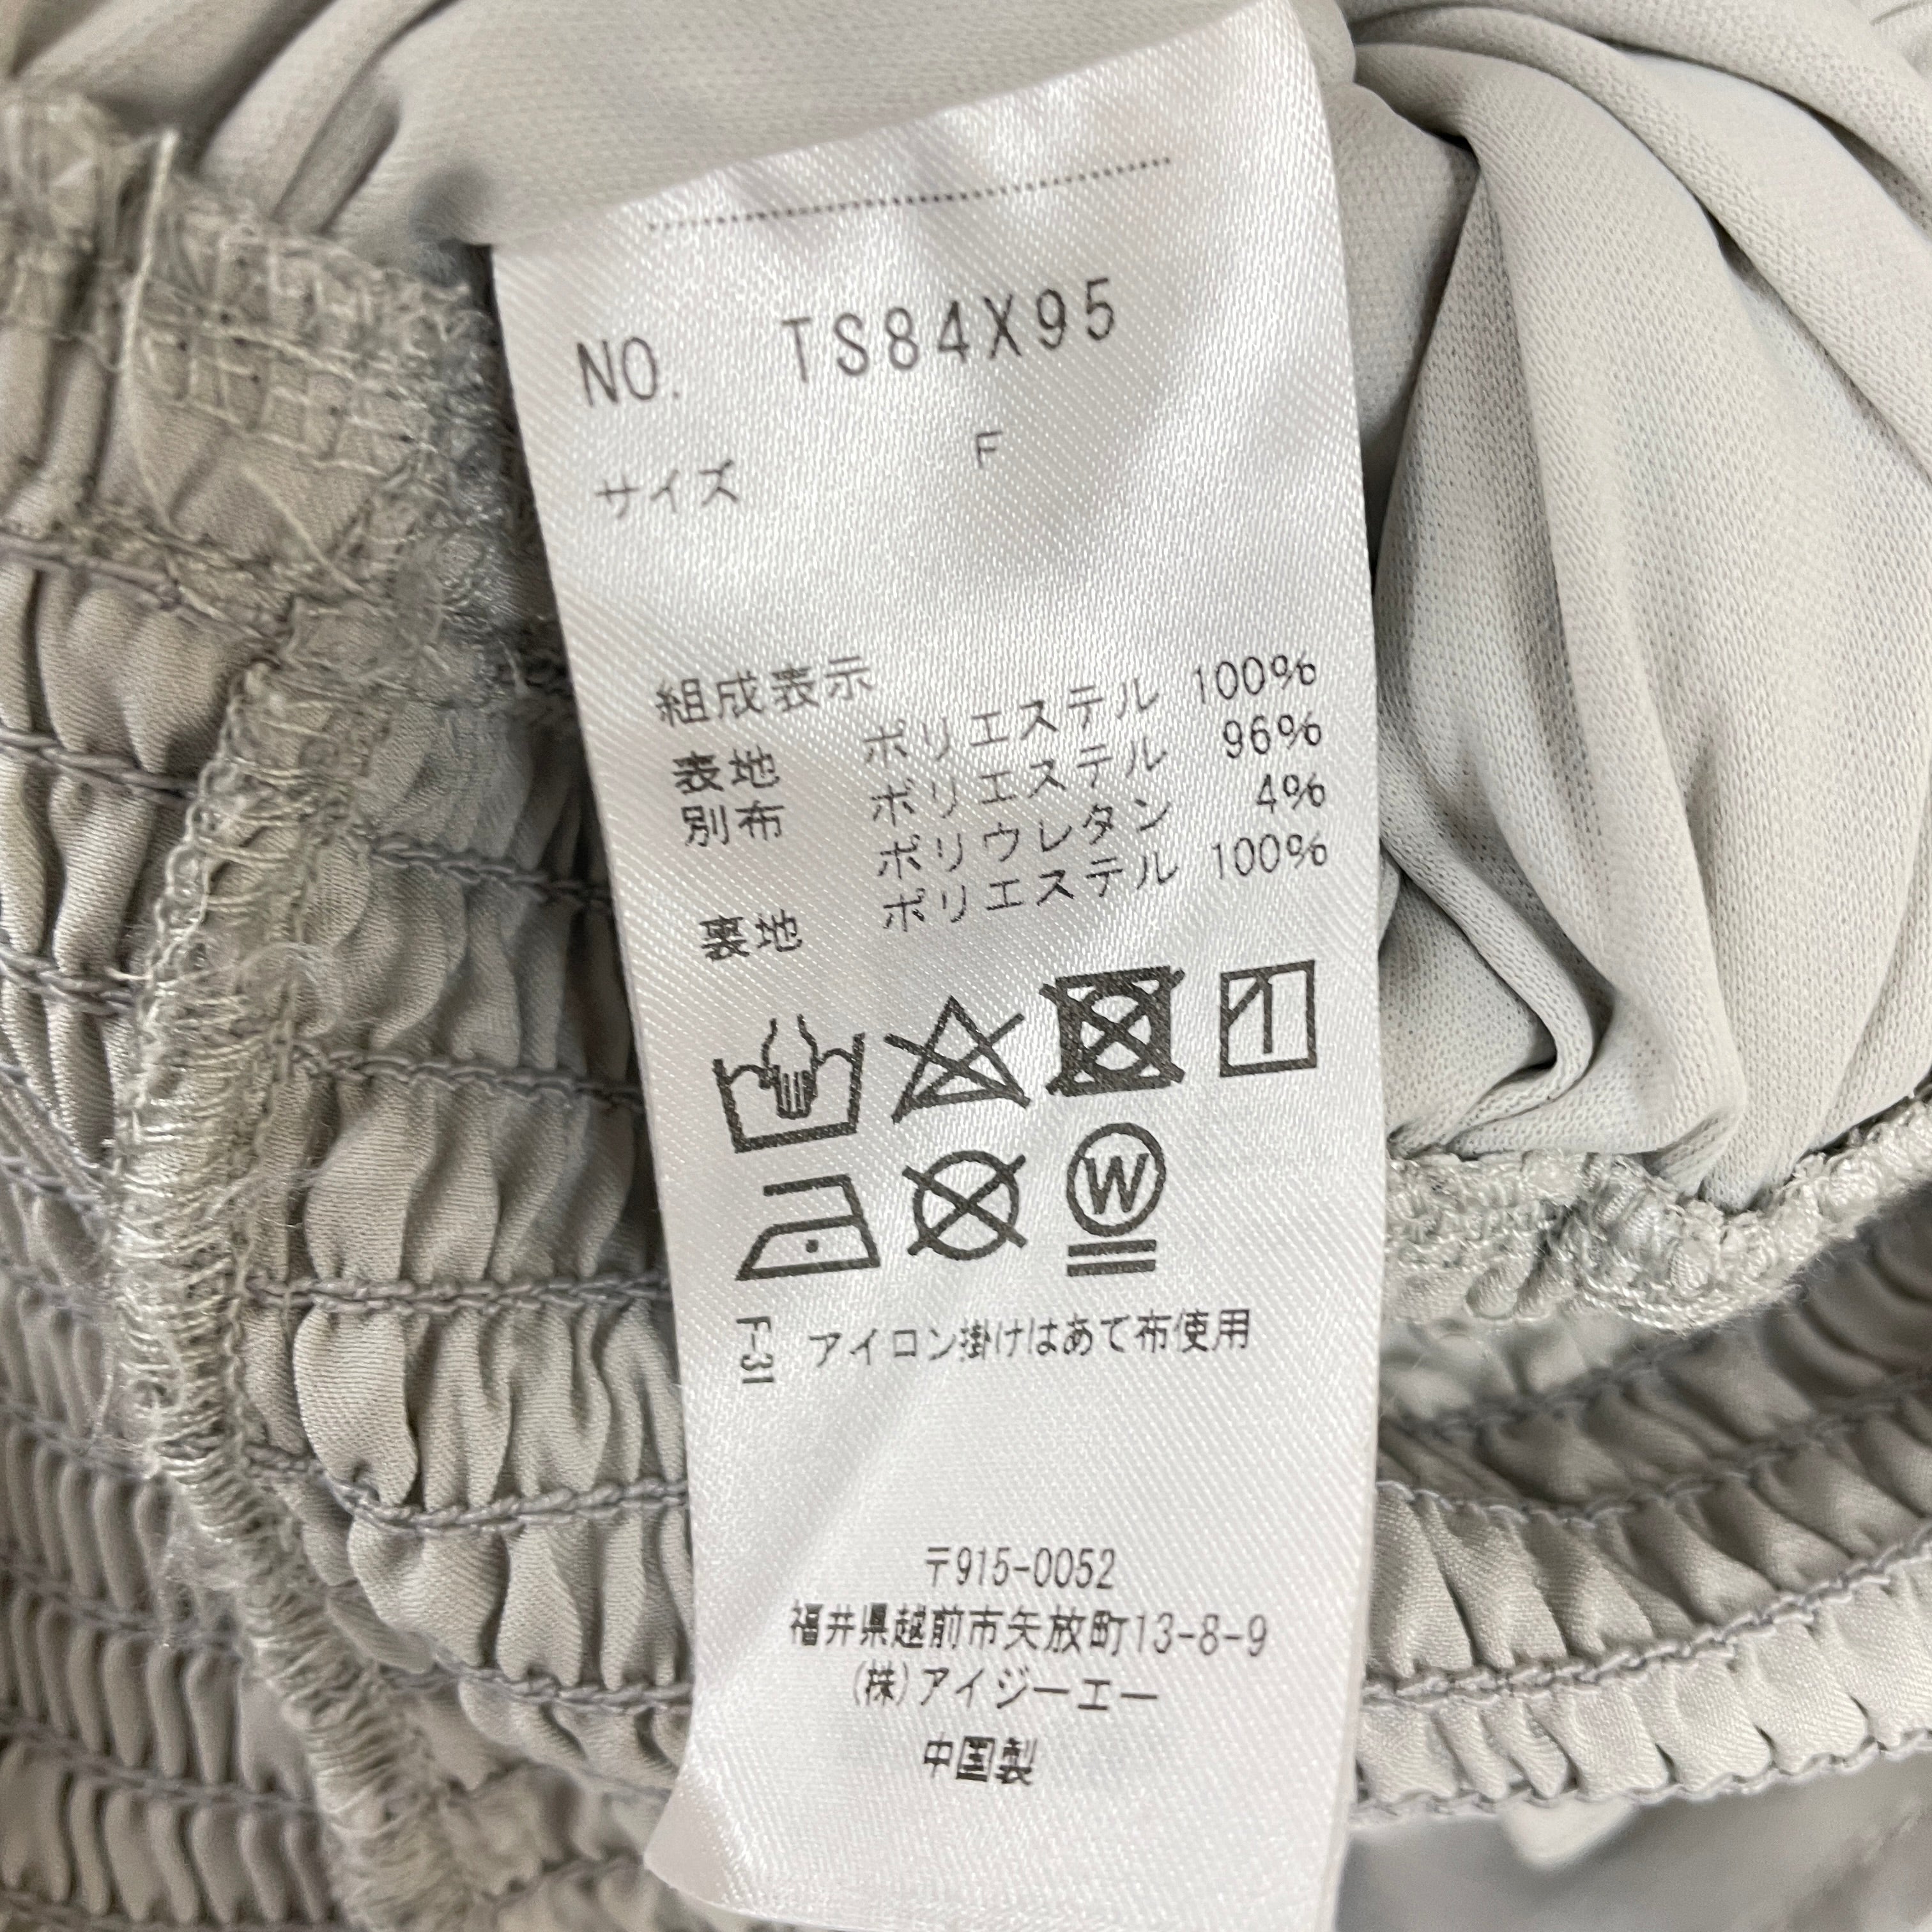 NO. TS84X95
サイズ F
組成表示
表地 ポリエステル 100%
別布 ポリエステル 96%
ポリウレタン 4%
裏地 ポリエステル 100%
W
F-31 アイロン掛けはあて布使用
〒915-0052
福井県越前市矢放町13-8-9
(株)アイジーエー
中国製